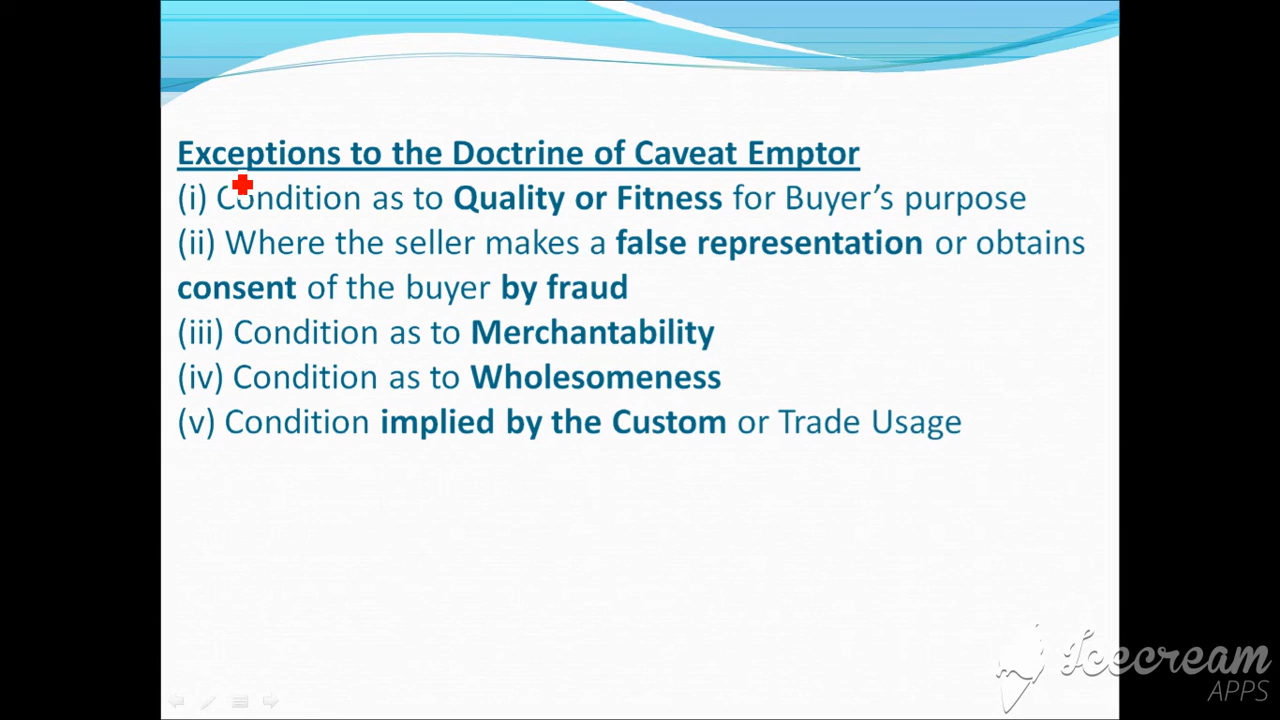 Exceptions to the Doctrine of Caveat Emptor
(i) Condition as to Quality or Fitness for Buyer’s purpose
(ii) Where the seller makes a false representation or obtains
consent of the buyer by fraud
(iii) Condition as to Merchantability
(iv) Condition as to Wholesomeness
(v) Condition implied by the Custom or Trade Usage
Icecream
APPS